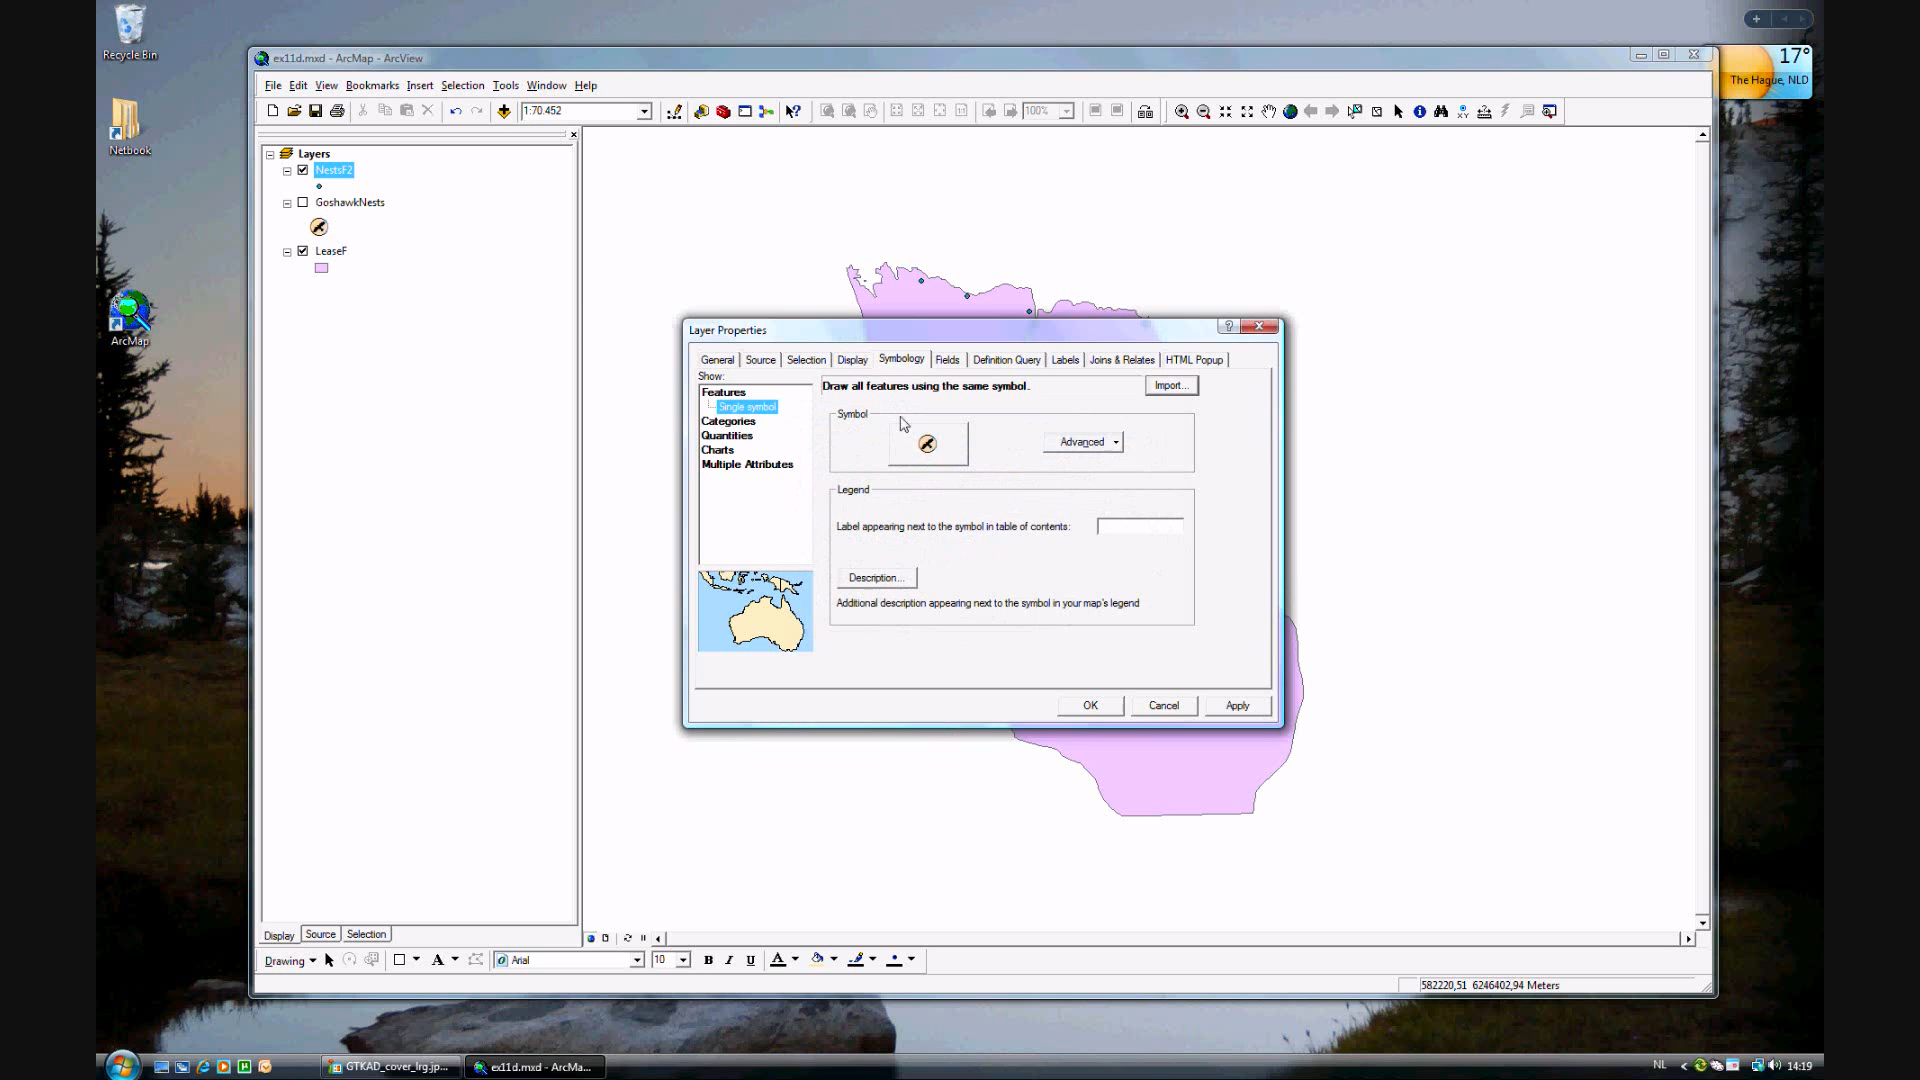 Recycle Bin
Netbook
ArcMap
17°
The Hague, NLD
ex11d.mxd - ArcMap - ArcView
File Edit View Bookmarks Insert Selection Tools Window Help
1:70.452
100%
Layers
NestsF2
GoshawkNests
LeaseF
Layer Properties
General Source Selection Display Symbology Fields Definition Query Labels Joins & Relates HTML Popup
Show:
Features
Single symbol
Categories
Quantities
Charts
Multiple Attributes
Draw all features using the same symbol.
Import...
Symbol
Advanced
Legend
Label appearing next to the symbol in table of contents:
Description...
Additional description appearing next to the symbol in your map's legend
OK Cancel Apply
Display Source Selection
Drawing A Arial 10 B I U A
582220,51 6246402,94 Meters
GTKAD_cover_lrg.jp...
ex11d.mxd - ArcMa...
NL
14:19